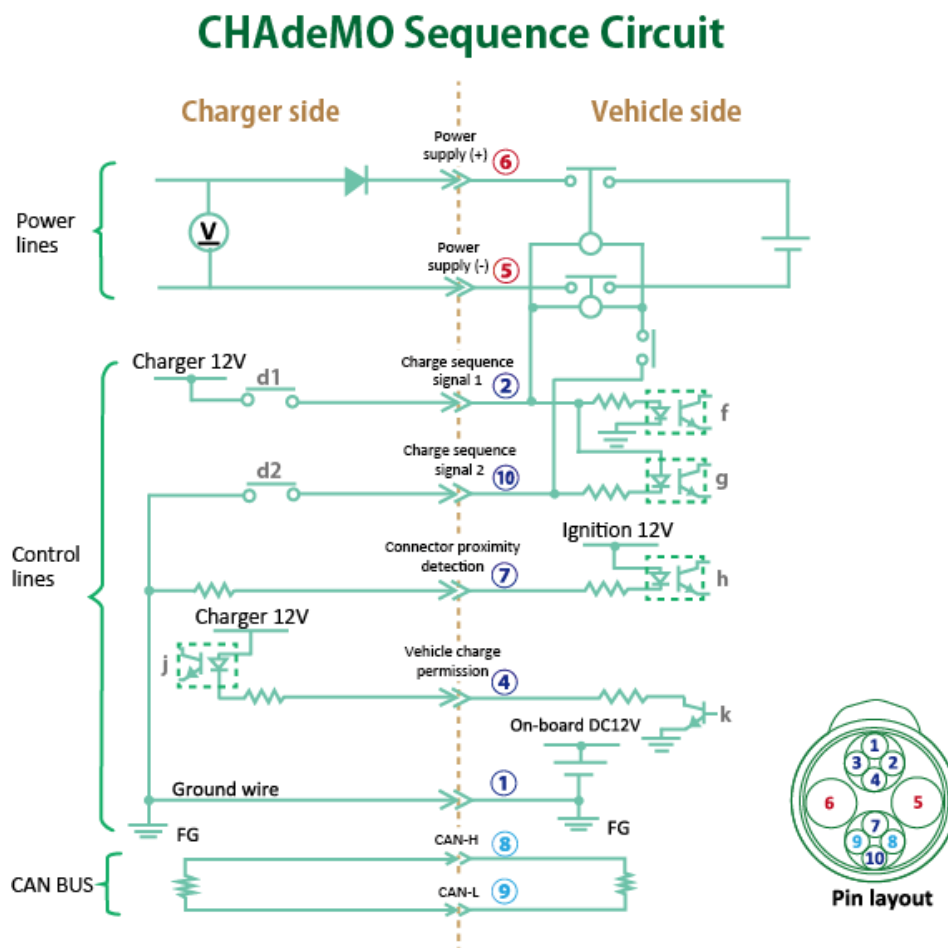 CHAdeMO Sequence Circuit
Charger side
Vehicle side
Power
supply (+)
6
Power
lines
V
Power
supply (-)
5
Charger 12V
d1
Charge sequence
signal 1
2
f
d2
Charge sequence
signal 2
10
g
Ignition 12V
Control
lines
Connector proximity
detection
7
h
Charger 12V
j
Vehicle charge
permission
4
k
On-board DC12V
Ground wire
1
FG
FG
CAN BUS
CAN-H
8
CAN-L
9
1
3
2
4
6
5
7
9
8
10
Pin layout